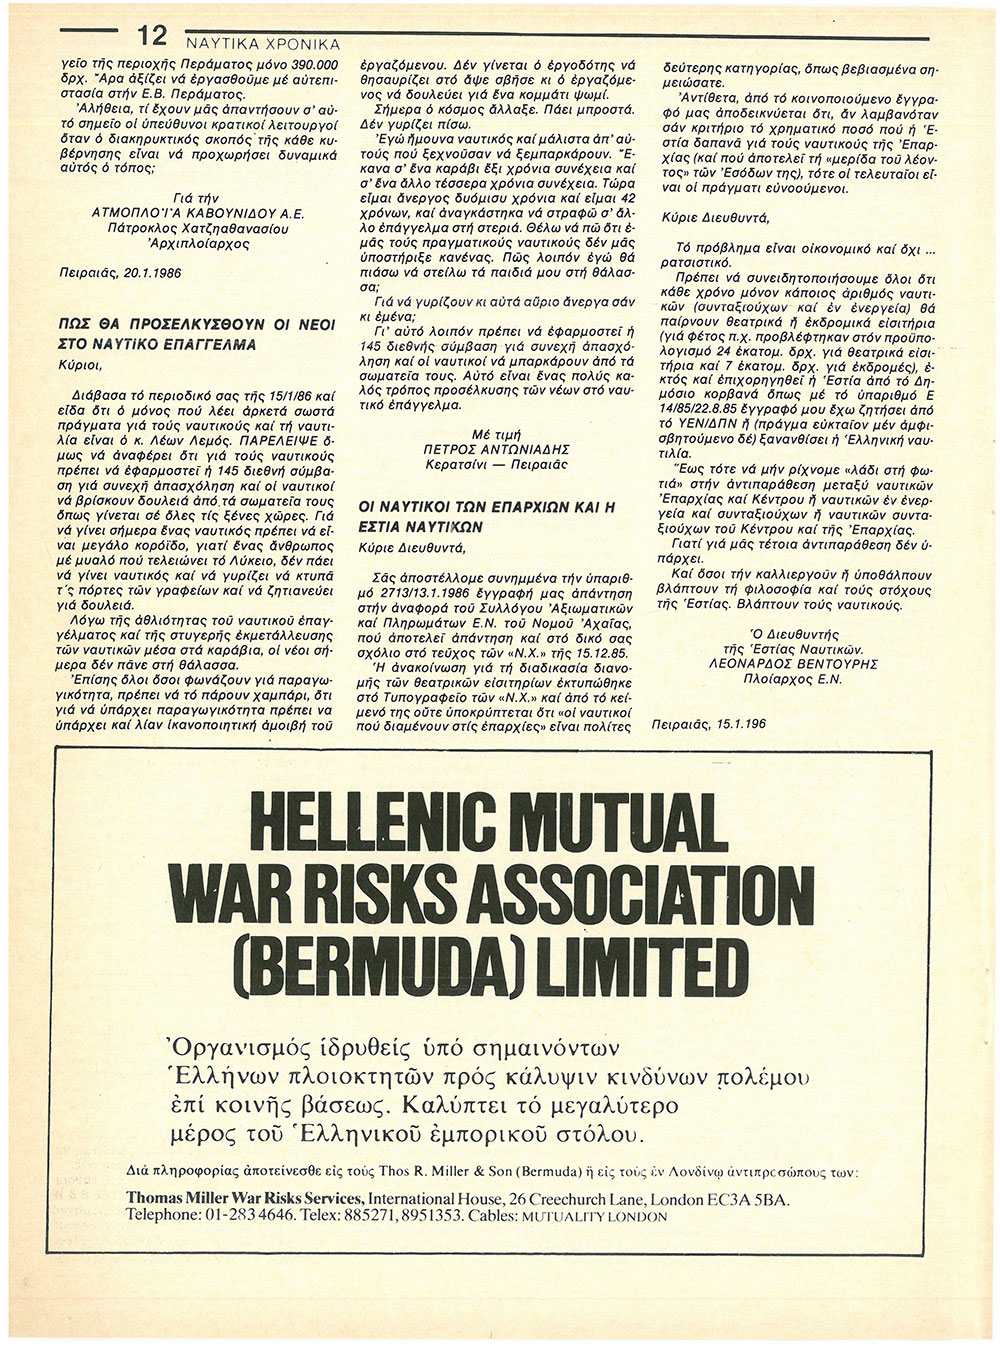 12 ΝΑΥΤΙΚΑ ΧΡΟΝΙΚΑ
γεῖο τῆς περιοχῆς Περάματος μόνο 390.000
δρχ. Ἄρα ἀξίζει νά ἐργασθοῦμε μέ αὐτεπι-
στασία στήν Ε.Β. Περάματος.
Ἀλήθεια, τί ἔχουν μᾶς ἀπαντήσουν σ' αὐ-
τό σημεῖο οἱ ὑπεύθυνοι κρατικοί λειτουργοί
ὅταν ὁ διακηρυκτικός σκοπός τῆς κάθε κυ-
βέρνησης εἶναι νά προχωρήσει δυναμικά
αὐτός ὁ τόπος;
Γιά τήν
ΑΤΜΟΠΛΟΪΑ ΚΑΒΟΥΝΙΔΟΥ Α.Ε.
Πάτροκλος Χατζηαθανασίου
Ἀρχιπλοίαρχος
Πειραιᾶς, 20.1.1986
ΠΩΣ ΘΑ ΠΡΟΣΕΛΚΥΣΘΟΥΝ ΟΙ ΝΕΟΙ
ΣΤΟ ΝΑΥΤΙΚΟ ΕΠΑΓΓΕΛΜΑ
Κύριοι,
Διάβασα τό περιοδικό σας τῆς 15/1/86 καί
εἶδα ὅτι ὁ μόνος πού λέει ἀρκετά σωστά
πράγματα γιά τούς ναυτικούς καί τή ναυτι-
λία εἶναι ὁ κ. Λέων Λεμός. ΠΑΡΕΛΕΙΨΕ ὅ-
μως νά ἀναφέρει ὅτι γιά τούς ναυτικούς
πρέπει νά ἐφαρμοστεῖ ἡ 145 διεθνή σύμβα-
ση γιά συνεχή ἀπασχόληση καί οἱ ναυτικοί
νά βρίσκουν δουλειά ἀπό τά σωματεῖα τους
ὅπως γίνεται σέ ὅλες τίς ξένες χῶρες. Γιά
νά γίνει σήμερα ἕνας ναυτικός πρέπει νά εἶ-
ναι μεγάλο κορόϊδο, γιατί ἕνας ἄνθρωπος
μέ μυαλό πού τελειώνει τό Λύκειο, δέν πάει
νά γίνει ναυτικός καί νά γυρίζει νά κτυπᾶ
τ'ς πόρτες τῶν γραφείων καί νά ζητιανεύει
γιά δουλειά.
Λόγω τῆς ἀθλιότητας τοῦ ναυτικοῦ ἐπαγ-
γέλματος καί τῆς στυγερῆς ἐκμετάλλευσης
τῶν ναυτικῶν μέσα στά καράβια, οἱ νέοι σή-
μερα δέν πᾶνε στή θάλασσα.
Ἐπίσης ὅλοι ὅσοι φωνάζουν γιά παραγω-
γικότητα, πρέπει νά τό πάρουν χαμπάρι, ὅτι
γιά νά ὑπάρχει παραγωγικότητα πρέπει να
ὑπάρχει καί λίαν ἱκανοποιητική ἀμοιβή τοῦ
ἐργαζόμενου. Δέν γίνεται ὁ ἐργοδότης νά
θησαυρίζει στό ἄψε σβῆσε κι ὁ ἐργαζόμε-
νος νά δουλεύει γιά ἕνα κομμάτι ψωμί.
Σήμερα ὁ κόσμος ἄλλαξε. Πάει μπροστά.
Δέν γυρίζει πίσω.
Ἐγώ ἤμουνα ναυτικός καί μάλιστα ἀπ' αὐ-
τούς πού ξεχνοῦσαν νά ξεμπαρκάρουν. Ἔ-
κανα σ' ἕνα καράβι ἕξι χρόνια συνέχεια καί
σ' ἕνα ἄλλο τέσσερα χρόνια συνέχεια. Τώρα
εἶμαι ἄνεργος δυόμισυ χρόνια καί εἶμαι 42
χρόνων, καί ἀναγκάστηκα νά στραφῶ σ' ἄλ-
λο ἐπάγγελμα στή στεριά. Θέλω νά πῶ ὅτι ἐ-
μᾶς τούς πραγματικούς ναυτικούς δέν μᾶς
ὑποστήριξε κανένας. Πῶς λοιπόν ἐγώ θά
πιάσω νά στείλω τά παιδιά μου στή θάλασ-
σα;
Γιά νά γυρίζουν κι αὐτά αὔριο ἄνεργα σάν
κι ἐμένα;
Γι' αὐτό λοιπόν πρέπει νά ἐφαρμοστεῖ ἡ
145 διεθνής σύμβαση γιά συνεχή ἀπασχό-
ληση καί οἱ ναυτικοί νά μπαρκάρουν ἀπό τά
σωματεῖα τους. Αὐτό εἶναι ἕνας πολύς κα-
λός τρόπος προσέλκυσης τῶν νέων στό ναυ-
τικό ἐπάγγελμα.
Μέ τιμή
ΠΕΤΡΟΣ ΑΝΤΩΝΙΑΔΗΣ
Κερατσίνι — Πειραιᾶς
ΟΙ ΝΑΥΤΙΚΟΙ ΤΩΝ ΕΠΑΡΧΙΩΝ ΚΑΙ Η
ΕΣΤΙΑ ΝΑΥΤΙΚΩΝ
Κύριε Διευθυντά,
Σᾶς ἀποστέλλομε συνημμένα τήν ὑπαριθ-
μό 2713/13.1.1986 ἔγγραφή μας ἀπάντηση
στήν ἀναφορά τοῦ Συλλόγου Ἀξιωματικῶν
καί Πληρωμάτων Ε.Ν. τοῦ Νομοῦ Ἀχαΐας,
πού ἀποτελεῖ ἀπάντηση καί στό δικό σας
σχόλιο στό τεῦχος τῶν «Ν.Χ.» τῆς 15.12.85.
Ἡ ἀνακοίνωση γιά τή διαδικασία διανο-
μῆς τῶν θεατρικῶν εἰσιτηρίων ἐκτυπώθηκε
στό Τυπογραφεῖο τῶν «Ν.Χ.» καί ἀπό τό κεί-
μενό της οὔτε ὑποκρύπτεται ὅτι «οἱ ναυτικοί
πού διαμένουν στίς ἐπαρχίες» εἶναι πολίτες
δεύτερης κατηγορίας, ὅπως βεβιασμένα ση-
μειώσατε.
Ἀντίθετα, ἀπό τό κοινοποιούμενο ἔγγρα-
φό μας ἀποδεικνύεται ὅτι, ἄν λαμβανόταν
σάν κριτήριο τό χρηματικό ποσό πού ἡ Ἑ-
στία δαπανᾶ γιά τούς ναυτικούς τῆς Ἐπαρ-
χίας (καί πού ἀποτελεῖ τή «μερίδα τοῦ λέον-
τος» τῶν Ἐσόδων της), τότε οἱ τελευταῖοι εἶ-
ναι οἱ πράγματι εὐνοούμενοι.
Κύριε Διευθυντά,
Τό πρόβλημα εἶναι οἰκονομικό καί ὄχι ...
ρατσιστικό.
Πρέπει νά συνειδητοποιήσουμε ὅλοι ὅτι
κάθε χρόνο μόνον κάποιος ἀριθμός ναυτι-
κῶν (συνταξιούχων καί ἐν ἐνεργεία) θά
παίρνουν θεατρικά ἤ ἐκδρομικά εἰσιτήρια
(γιά φέτος π.χ. προβλέφτηκαν στόν προϋπο-
λογισμό 24 ἑκατομ. δρχ. γιά θεατρικά εἰσι-
τήρια καί 7 ἑκατομ. δρχ. γιά ἐκδρομές), ἐ-
κτός καί ἐπιχορηγηθεῖ ἡ Ἑστία ἀπό τό Δη-
μόσιο κορβανά ὅπως μέ τό ὑπαριθμό Ε
14/85/22.8.85 ἔγγραφό μου ἔχω ζητήσει ἀπό
τό ΥΕΝ/ΔΠΝ ἤ (πράγμα εὐκταῖον μέν ἀμφι-
σβητούμενο δέ) ξανανθίσει ἡ Ἑλληνική ναυ-
τιλία.
Ἕως τότε νά μήν ρίχνομε «λάδι στή φω-
τιά» στήν ἀντιπαράθεση μεταξύ ναυτικῶν
Ἐπαρχίας καί Κέντρου ἤ ναυτικῶν ἐν ἐνερ-
γεία καί συνταξιούχων ἤ ναυτικῶν συντα-
ξιούχων τοῦ Κέντρου καί τῆς Ἐπαρχίας.
Γιατί γιά μᾶς τέτοια ἀντιπαράθεση δέν ὑ-
πάρχει.
Καί ὅσοι τήν καλλιεργοῦν ἤ ὑποθάλπουν
βλάπτουν τή φιλοσοφία καί τούς στόχους
τῆς Ἑστίας. Βλάπτουν τούς ναυτικούς.
Ὁ Διευθυντής
τῆς Ἑστίας Ναυτικῶν.
ΛΕΟΝΑΡΔΟΣ ΒΕΝΤΟΥΡΗΣ
Πλοίαρχος Ε.Ν.
Πειραιᾶς, 15.1.196
HELLENIC MUTUAL
WAR RISKS ASSOCIATION
(BERMUDA) LIMITED
Ὀργανισμός ἱδρυθείς ὑπό σημαινόντων
Ἑλλήνων πλοιοκτητῶν πρός κάλυψιν κινδύνων πολέμου
ἐπί κοινῆς βάσεως. Καλύπτει τό μεγαλύτερο
μέρος τοῦ Ἑλληνικοῦ ἐμπορικοῦ στόλου.
Διά πληροφορίας ἀποτείνεσθε εἰς τούς Thos R. Miller & Son (Bermuda) ἤ εἰς τούς ἐν Λονδίνῳ ἀντιπροσώπους των:
Thomas Miller War Risks Services, International House, 26 Creechurch Lane, London EC3A 5BA.
Telephone: 01-283 4646. Telex: 885271, 8951353. Cables: MUTUALITY LONDON